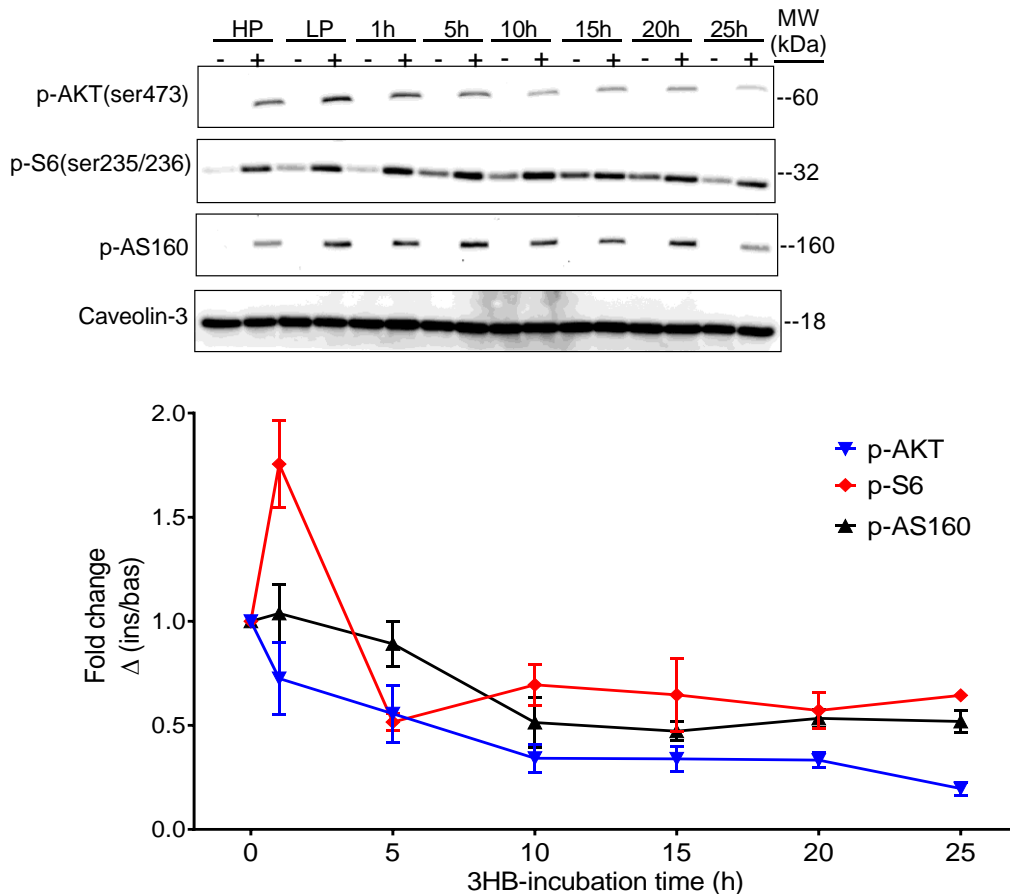 HP LP 1h 5h 10h 15h 20h 25h MW (kDa)
- + - + - + - + - + - + - + - +
p-AKT(ser473) --60
p-S6(ser235/236) --32
p-AS160 --160
Caveolin-3 --18
2.0
1.5
1.0
0.5
0.0
Fold change
Δ (ins/bas)
p-AKT
p-S6
p-AS160
0 5 10 15 20 25
3HB-incubation time (h)